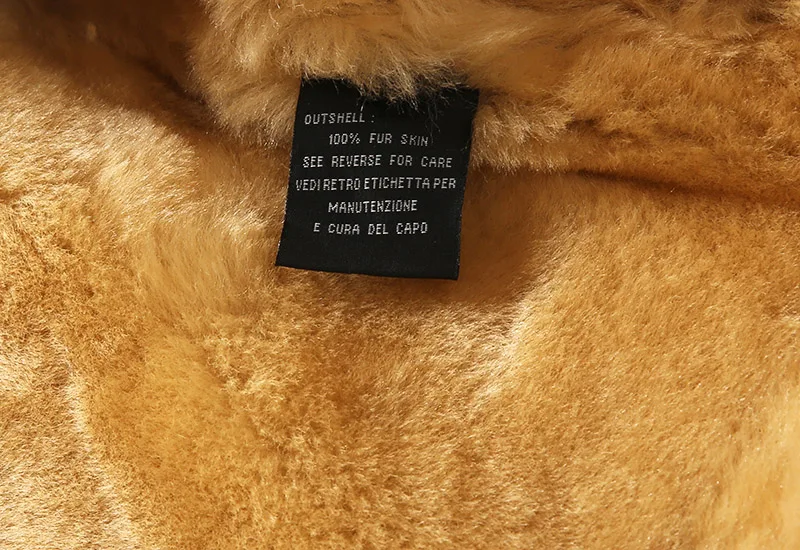 OUTSHELL :
100% FUR SKIN
SEE REVERSE FOR CARE
VEDI RETRO ETICHETTA PER
MANUTENZIONE
E CURA DEL CAPO